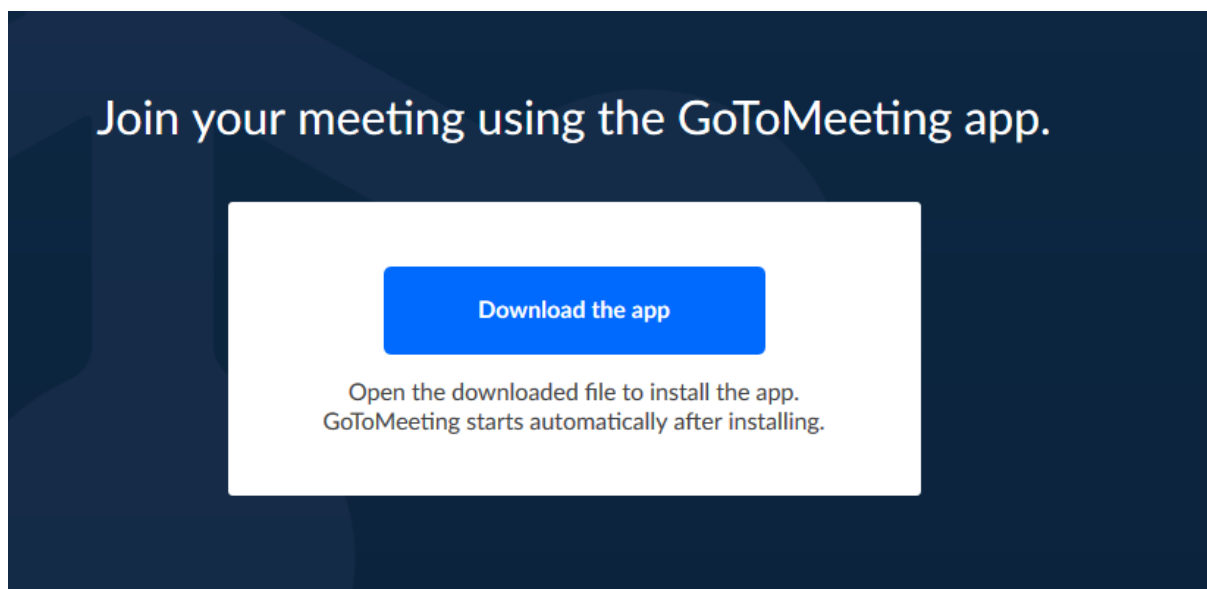 Join your meeting using the GoToMeeting app.
Download the app
Open the downloaded file to install the app.
GoToMeeting starts automatically after installing.